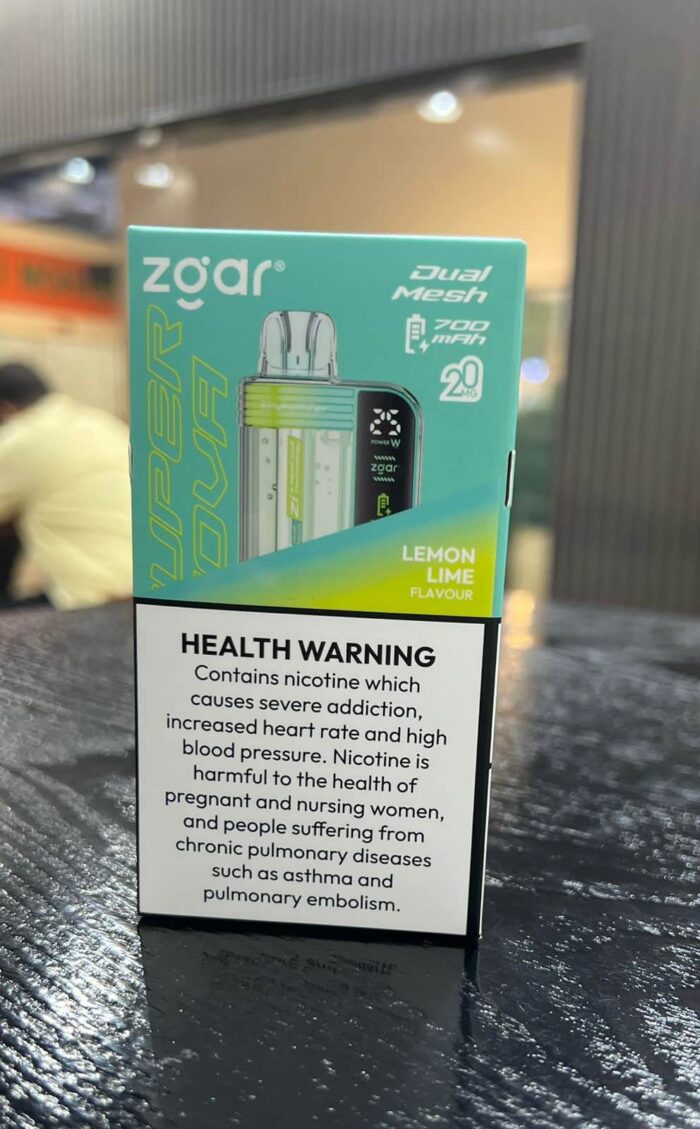 zgar®
Dual
Mesh
700
mAh
20
MG
UPER
OVA
POWER W
zgar
LEMON
LIME
FLAVOUR
HEALTH WARNING
Contains nicotine which
causes severe addiction,
increased heart rate and high
blood pressure. Nicotine is
harmful to the health of
pregnant and nursing women,
and people suffering from
chronic pulmonary diseases
such as asthma and
pulmonary embolism.